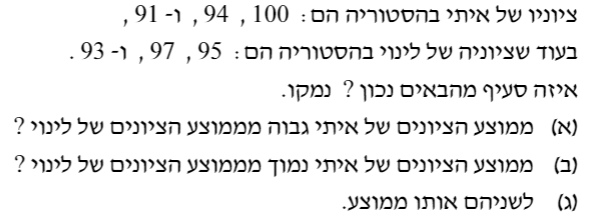 ציוניו של איתי בהסטוריה הם: 100 , 94 , ו- 91 ,
בעוד שציוניה של לינוי בהסטוריה הם: 95 , 97 , ו- 93 .
איזה סעיף מהבאים נכון ? נמקו.
(א) ממוצע הציונים של איתי גבוה מממוצע הציונים של לינוי ?
(ב) ממוצע הציונים של איתי נמוך מממוצע הציונים של לינוי ?
(ג) לשניהם אותו ממוצע.